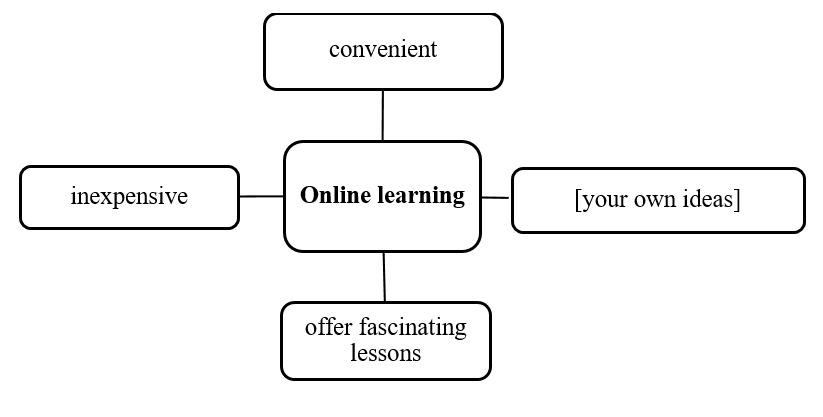 convenient
inexpensive
Online learning
[your own ideas]
offer fascinating
lessons